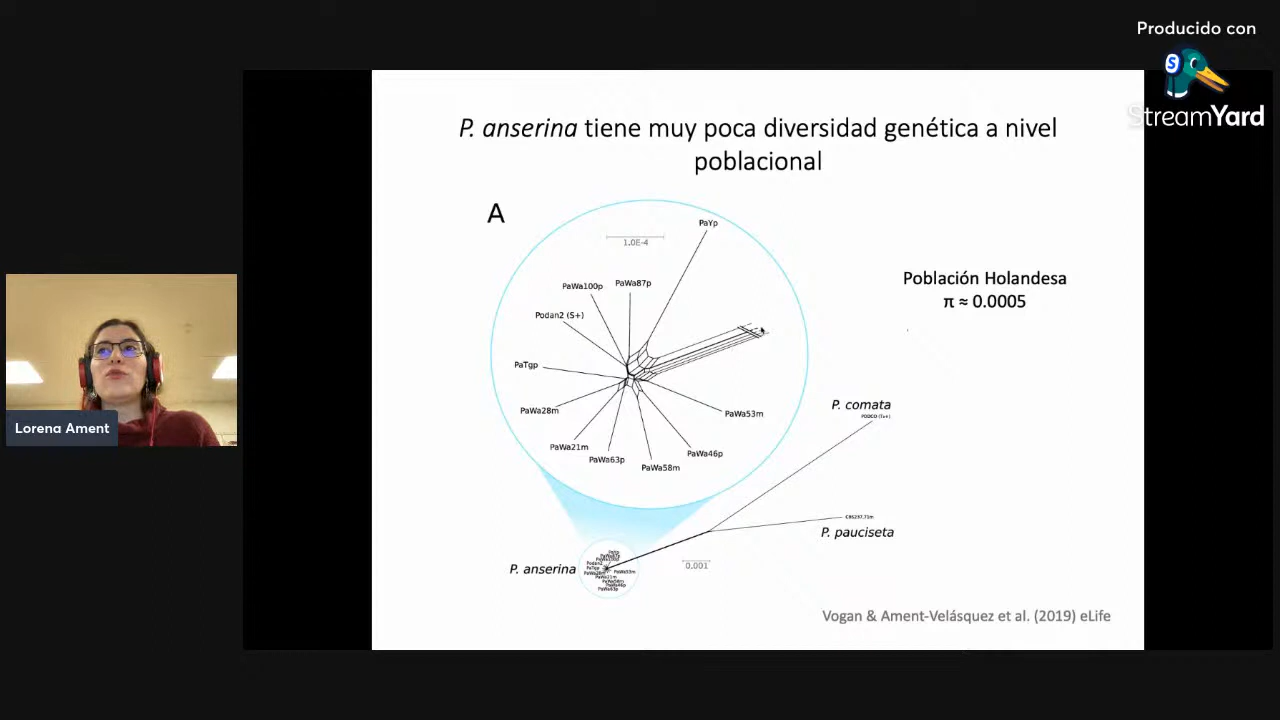 Producido con
StreamYard
P. anserina tiene muy poca diversidad genética a nivel
poblacional
A
PaYp
1.0E-4
PaWa100p
PaWa87p
Podan2 (S+)
PaTgp
PaWa28m
PaWa21m
PaWa63p
PaWa58m
PaWa46p
PaWa53m
Población Holandesa
π ≈ 0.0005
P. comata
P. pauciseta
0.001
P. anserina
Vogan & Ament-Velásquez et al. (2019) eLife
Lorena Ament